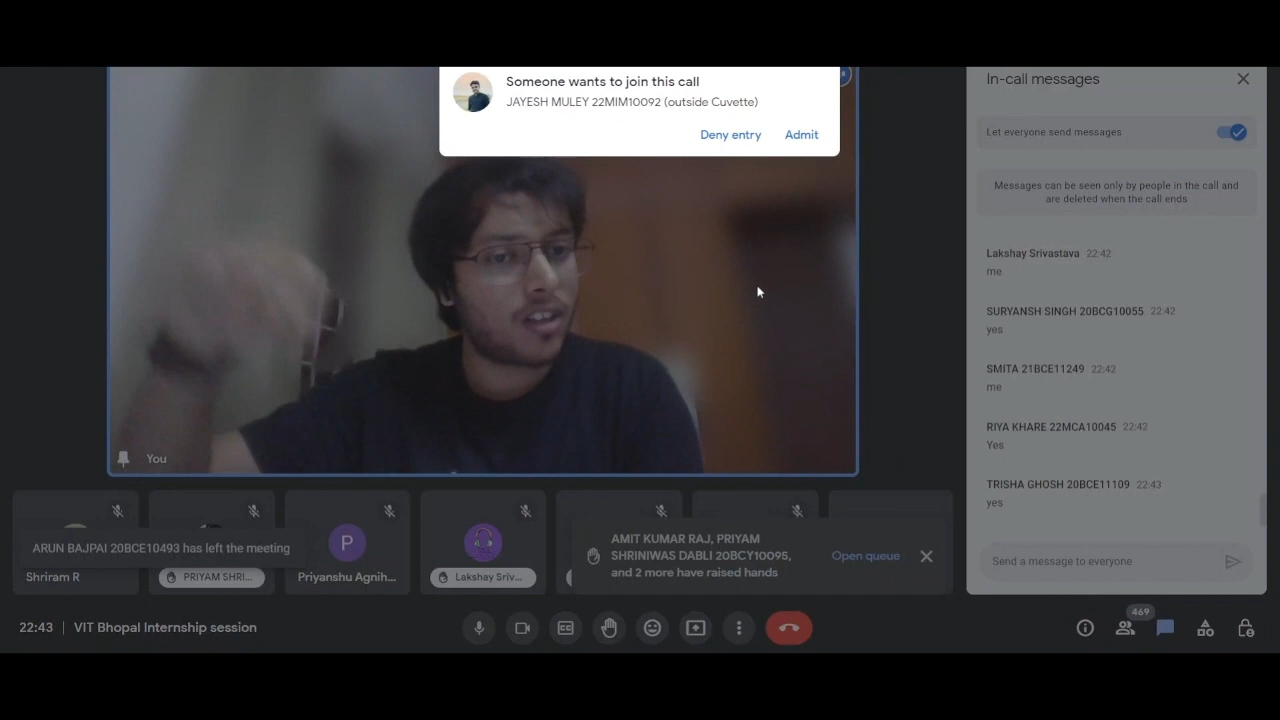 Someone wants to join this call
JAYESH MULEY 22MIM10092 (outside Cuvette)
Deny entry
Admit
You
ARUN BAJPAI 20BCE10493 has left the meeting
Shriram R
PRIYAM SHRI...
P
Priyanshu Agnih...
Lakshay Sriv...
AMIT KUMAR RAJ, PRIYAM
SHRINIWAS DABLI 20BCY10095,
and 2 more have raised hands
Open queue
22:43 | VIT Bhopal Internship session
CC
469
In-call messages
Let everyone send messages
Messages can be seen only by people in the call and
are deleted when the call ends
Lakshay Srivastava 22:42
me
SURYANSH SINGH 20BCG10055 22:42
yes
SMITA 21BCE11249 22:42
me
RIYA KHARE 22MCA10045 22:42
Yes
TRISHA GHOSH 20BCE11109 22:43
yes
Send a message to everyone